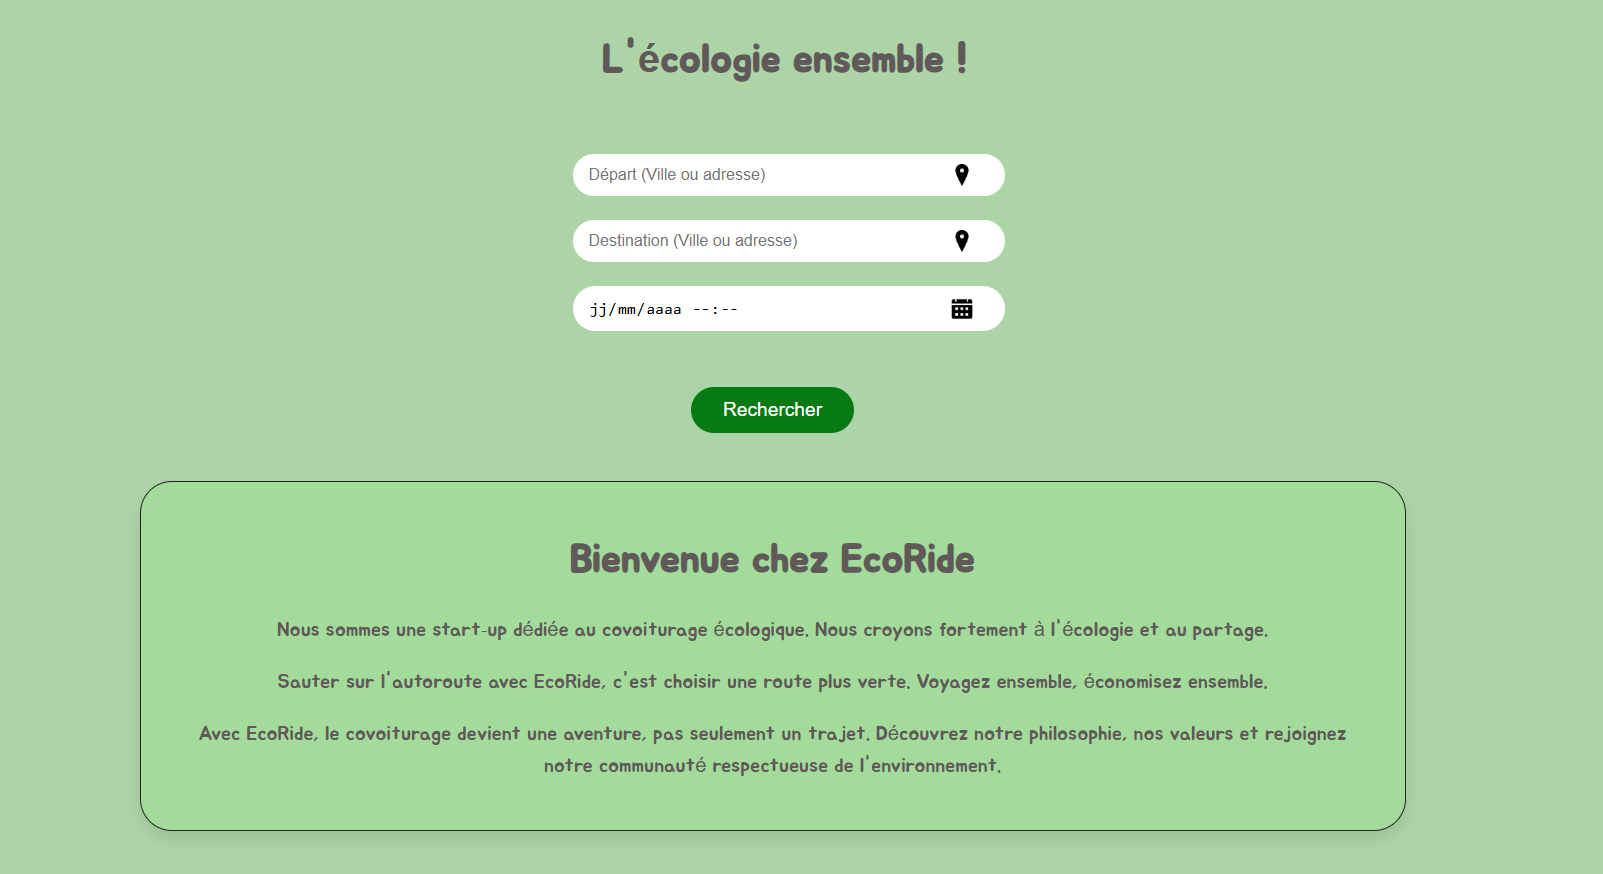 L'écologie ensemble !
Départ (Ville ou adresse)
Destination (Ville ou adresse)
jj/mm/aaaa --:--
Rechercher
Bienvenue chez EcoRide
Nous sommes une start-up dédiée au covoiturage écologique. Nous croyons fortement à l'écologie et au partage.
Sauter sur l'autoroute avec EcoRide, c'est choisir une route plus verte. Voyagez ensemble, économisez ensemble.
Avec EcoRide, le covoiturage devient une aventure, pas seulement un trajet. Découvrez notre philosophie, nos valeurs et rejoignez
notre communauté respectueuse de l'environnement.